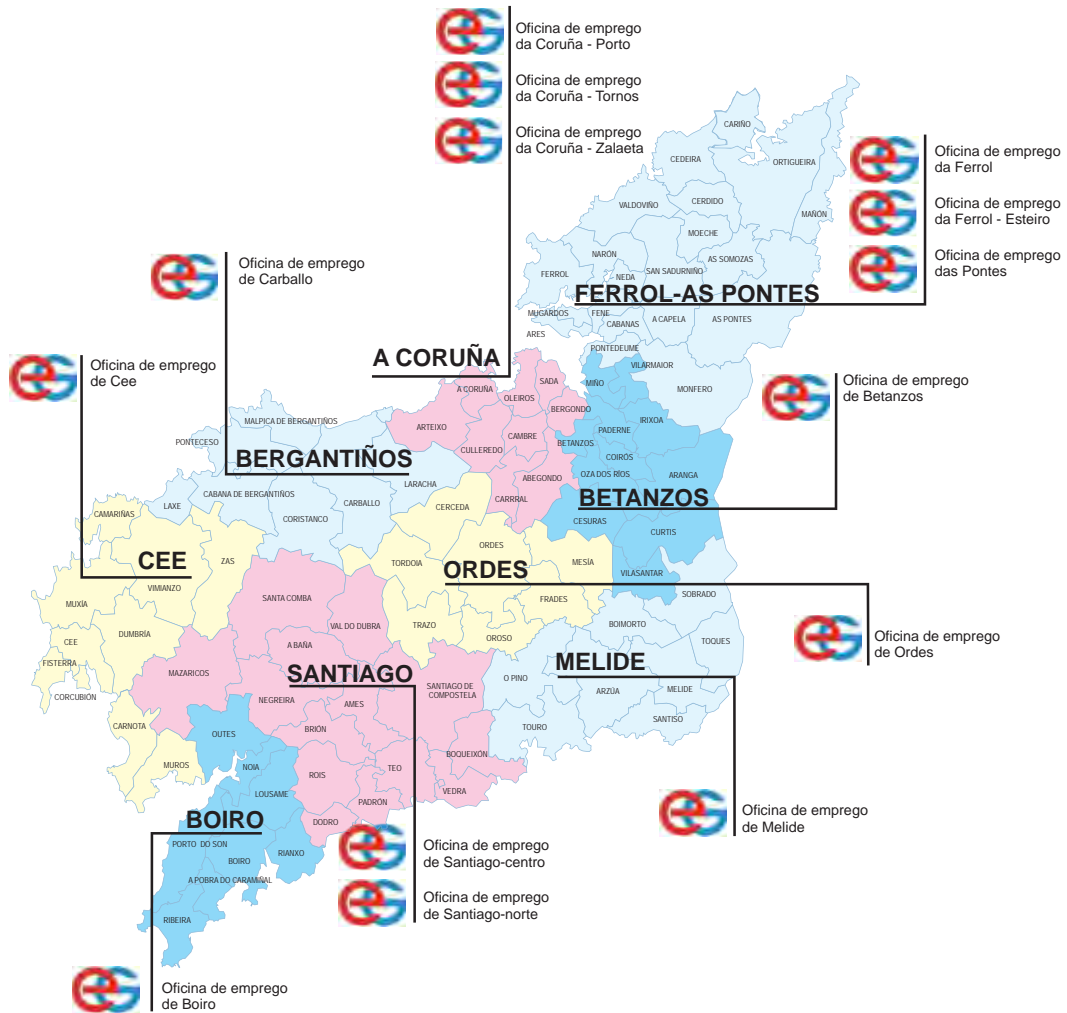 Oficina de emprego
da Coruña - Porto
Oficina de emprego
da Coruña - Tornos
Oficina de emprego
da Coruña - Zalaeta
Oficina de emprego
da Ferrol
Oficina de emprego
da Ferrol - Esteiro
Oficina de emprego
das Pontes
Oficina de emprego
de Carballo
Oficina de emprego
de Cee
Oficina de emprego
de Betanzos
Oficina de emprego
de Ordes
Oficina de emprego
de Melide
Oficina de emprego
de Santiago-centro
Oficina de emprego
de Santiago-norte
Oficina de emprego
de Boiro
FERROL-AS PONTES
CARIÑO
CEDEIRA
ORTIGUEIRA
VALDOVIÑO
CERDIDO
MAÑÓN
MOECHE
NARÓN
AS SOMOZAS
FERROL
NEDA
SAN SADURNIÑO
MUGARDOS
FENE
CABANAS
A CAPELA
AS PONTES
ARES
PONTEDEUME
VILARMAIOR
MONFERO
A CORUÑA
A CORUÑA
OLEIROS
SADA
BERGONDO
ARTEIXO
CULLEREDO
CAMBRE
ABEGONDO
CARRRAL
BETANZOS
MIÑO
IRIXOA
PADERNE
BETANZOS
COIRÓS
OZA DOS RÍOS
ARANGA
CESURAS
CURTIS
VILASANTAR
BERGANTIÑOS
MALPICA DE BERGANTIÑOS
PONTECESO
LARACHA
CABANA DE BERGANTIÑOS
CARBALLO
LAXE
CORISTANCO
CEE
CAMARIÑAS
ZAS
VIMIANZO
MUXÍA
DUMBRÍA
CEE
FISTERRA
CORCUBIÓN
CARNOTA
MUROS
ORDES
CERCEDA
ORDES
TORDOIA
MESÍA
FRADES
TRAZO
OROSO
MELIDE
SOBRADO
BOIMORTO
TOQUES
O PINO
ARZÚA
MELIDE
TOURO
SANTISO
SANTIAGO
SANTA COMBA
VAL DO DUBRA
A BAÑA
MAZARICOS
NEGREIRA
AMES
SANTIAGO DE
COMPOSTELA
BRIÓN
BOQUEIXÓN
ROIS
TEO
VEDRA
PADRÓN
DODRO
BOIRO
OUTES
NOIA
LOUSAME
PORTO DO SON
BOIRO
RIANXO
A POBRA DO CARAMIÑAL
RIBEIRA